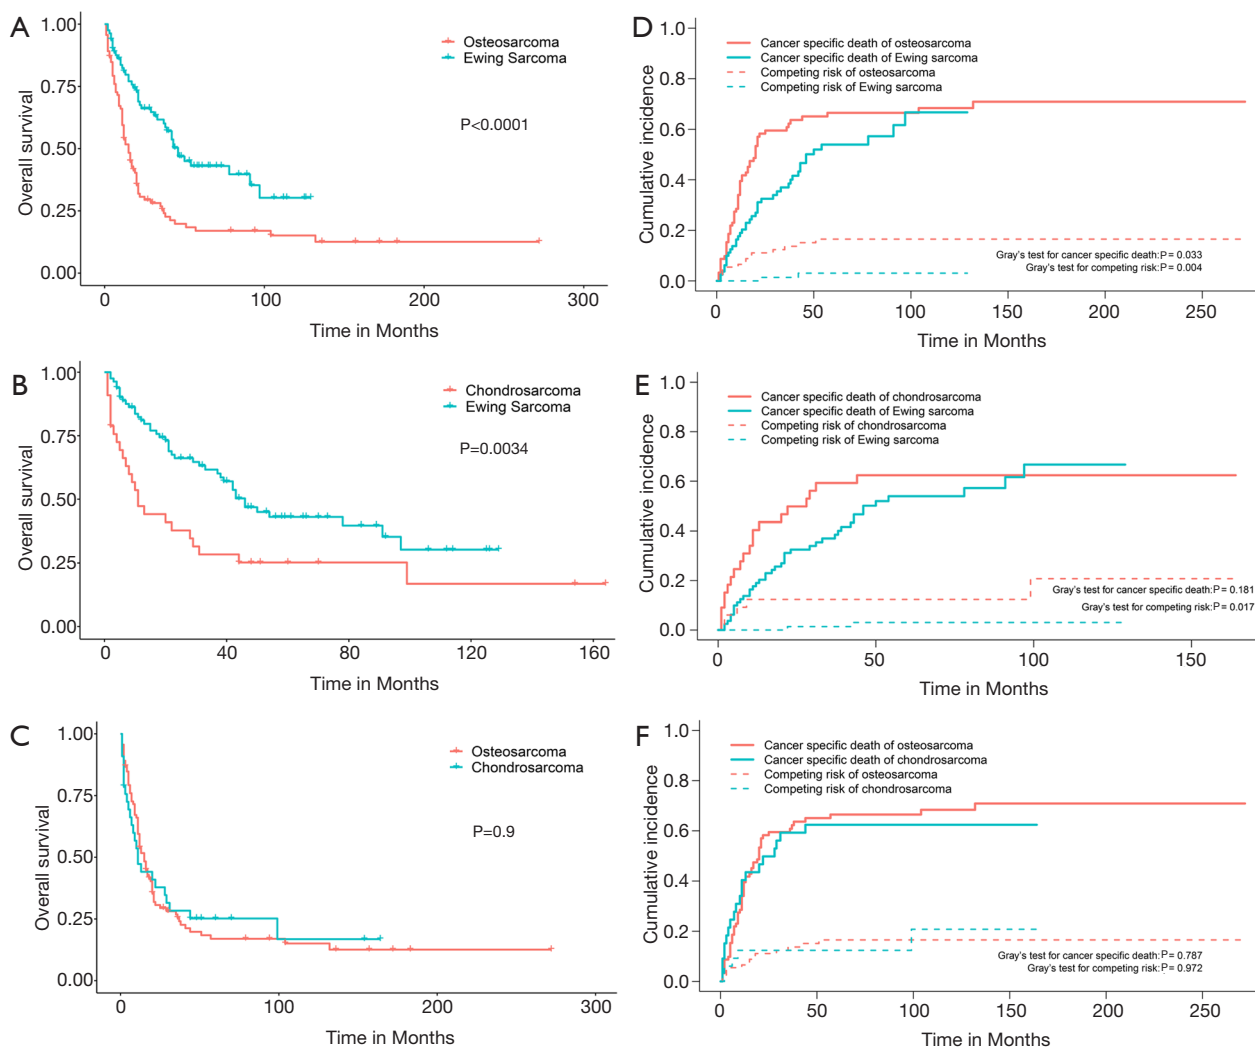 A
1.00
0.75
0.50
0.25
0.00
Overall survival
Osteosarcoma
Ewing Sarcoma
P<0.0001
0 100 200 300
Time in Months
D
1.0
0.8
0.6
0.4
0.2
0.0
Cumulative incidence
Cancer specific death of osteosarcoma
Cancer specific death of Ewing sarcoma
Competing risk of osteosarcoma
Competing risk of Ewing sarcoma
Gray's test for cancer specific death:P = 0.033
Gray's test for competing risk:P = 0.004
0 50 100 150 200 250
Time in Months
B
1.00
0.75
0.50
0.25
0.00
Overall survival
Chondrosarcoma
Ewing Sarcoma
P=0.0034
0 40 80 120 160
Time in Months
E
1.0
0.8
0.6
0.4
0.2
0.0
Cumulative incidence
Cancer specific death of chondrosarcoma
Cancer specific death of Ewing sarcoma
Competing risk of chondrosarcoma
Competing risk of Ewing sarcoma
Gray's test for cancer specific death:P = 0.181
Gray's test for competing risk:P = 0.017
0 50 100 150
Time in Months
C
1.00
0.75
0.50
0.25
0.00
Overall survival
Osteosarcoma
Chondrosarcoma
P=0.9
0 100 200 300
Time in Months
F
1.0
0.8
0.6
0.4
0.2
0.0
Cumulative incidence
Cancer specific death of osteosarcoma
Cancer specific death of chondrosarcoma
Competing risk of osteosarcoma
Competing risk of chondrosarcoma
Gray's test for cancer specific death:P = 0.787
Gray's test for competing risk:P = 0.972
0 50 100 150 200 250
Time in Months